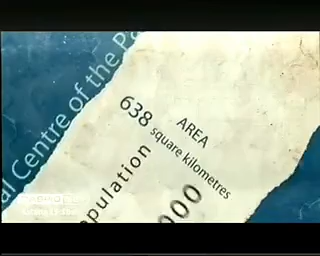 al Centre of the Pa
AREA
638
square kilometres
opulation
000